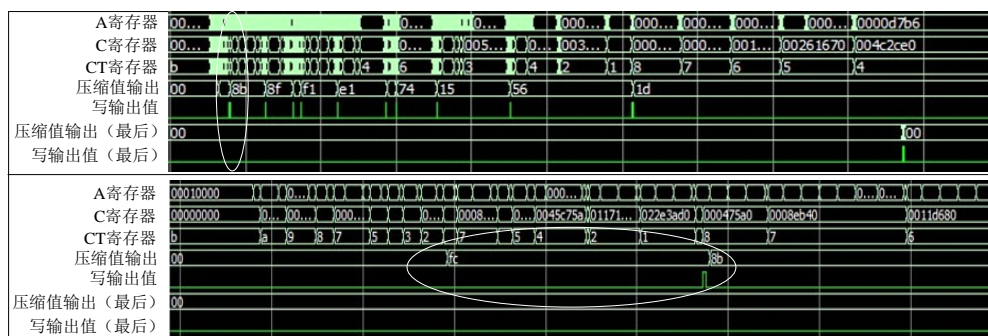 A寄存器 00... 0... 0... 000... 000... 000... 000... 0000d7b6
C寄存器 00... 0... 005... 0... 003... 000... 000... 001... 00261670 004c2ce0
CT寄存器 b 4 6 3 4 2 1 8 7 6 5 4
压缩值输出 00 8b 8f f1 e1 74 15 56 1d
写输出值
压缩值输出（最后） 00 00
写输出值（最后）
A寄存器 00010000 0... 000... 0... 0...
C寄存器 00000000 0... 00... 000... 0... 0008... 0... 0045c75a 01171... 022e3ad0 000475a0 0008eb40 0011d680
CT寄存器 b a 9 8 7 5 3 2 7 5 4 2 1 8 7 6
压缩值输出 00 fc 8b
写输出值
压缩值输出（最后） 00
写输出值（最后）